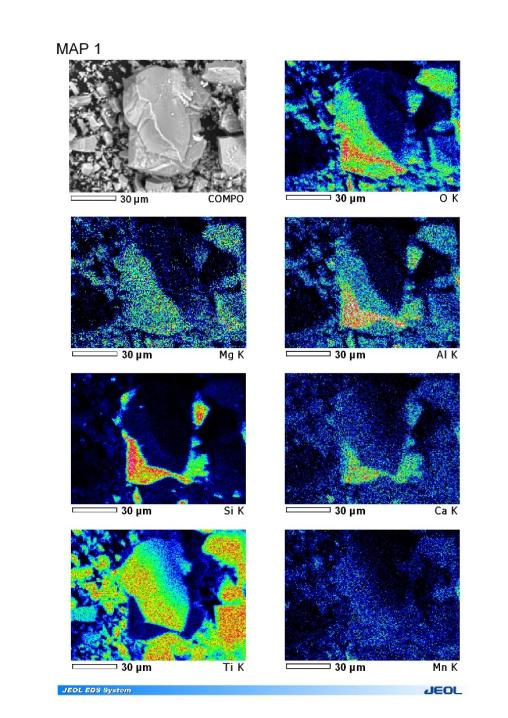 MAP 1
30 µm COMPO
30 µm O K
30 µm Mg K
30 µm Al K
30 µm Si K
30 µm Ca K
30 µm Ti K
30 µm Mn K
JEOL EDS System JEOL